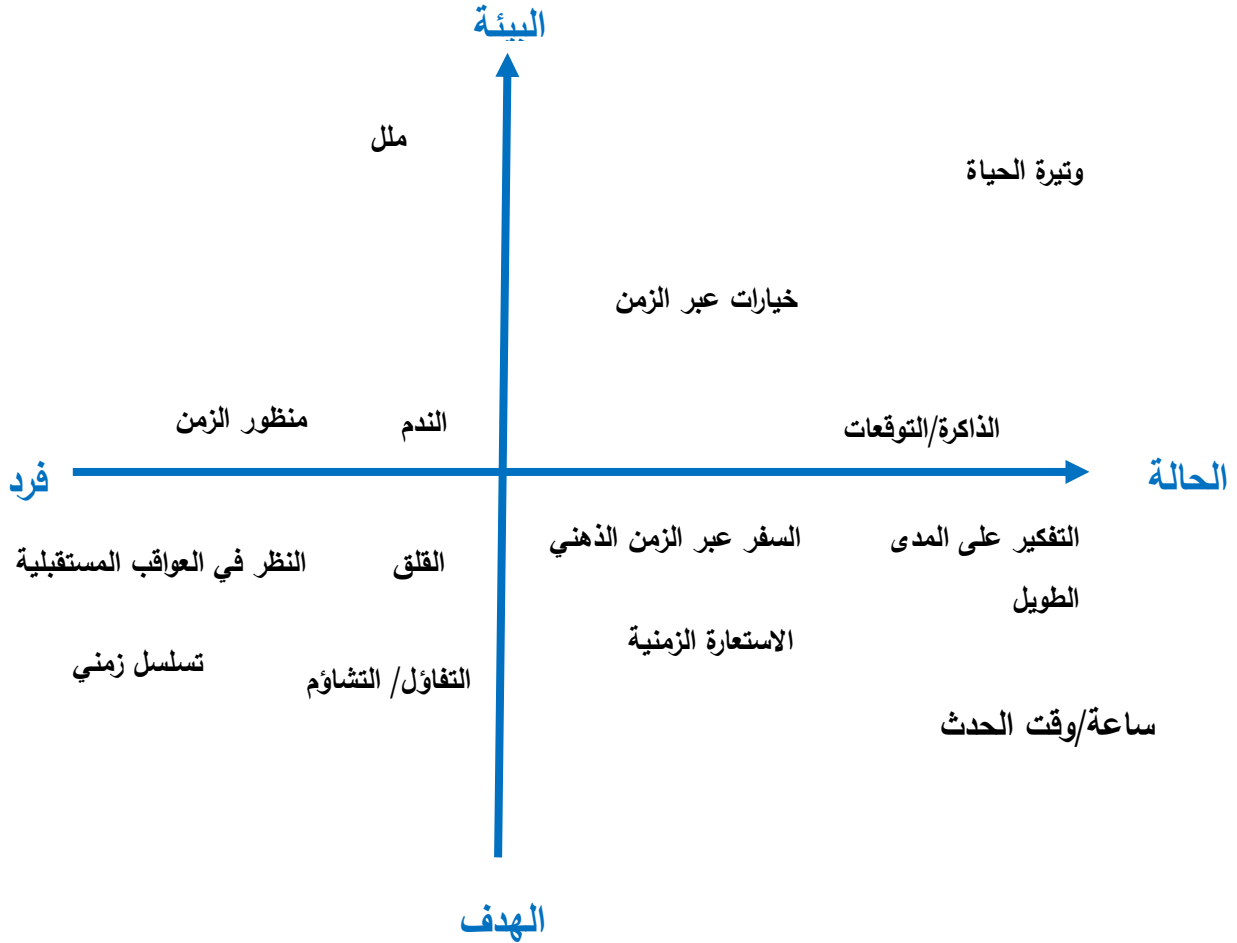 البيئة
ملل
وتيرة الحياة
خيارات عبر الزمن
منظور الزمن
الندم
الذاكرة/التوقعات
الحالة
فرد
التفكير على المدى
الطويل
السفر عبر الزمن الذهني
القلق
النظر في العواقب المستقبلية
الاستعارة الزمنية
التفاؤل/ التشاؤم
تسلسل زمني
ساعة/وقت الحدث
الهدف